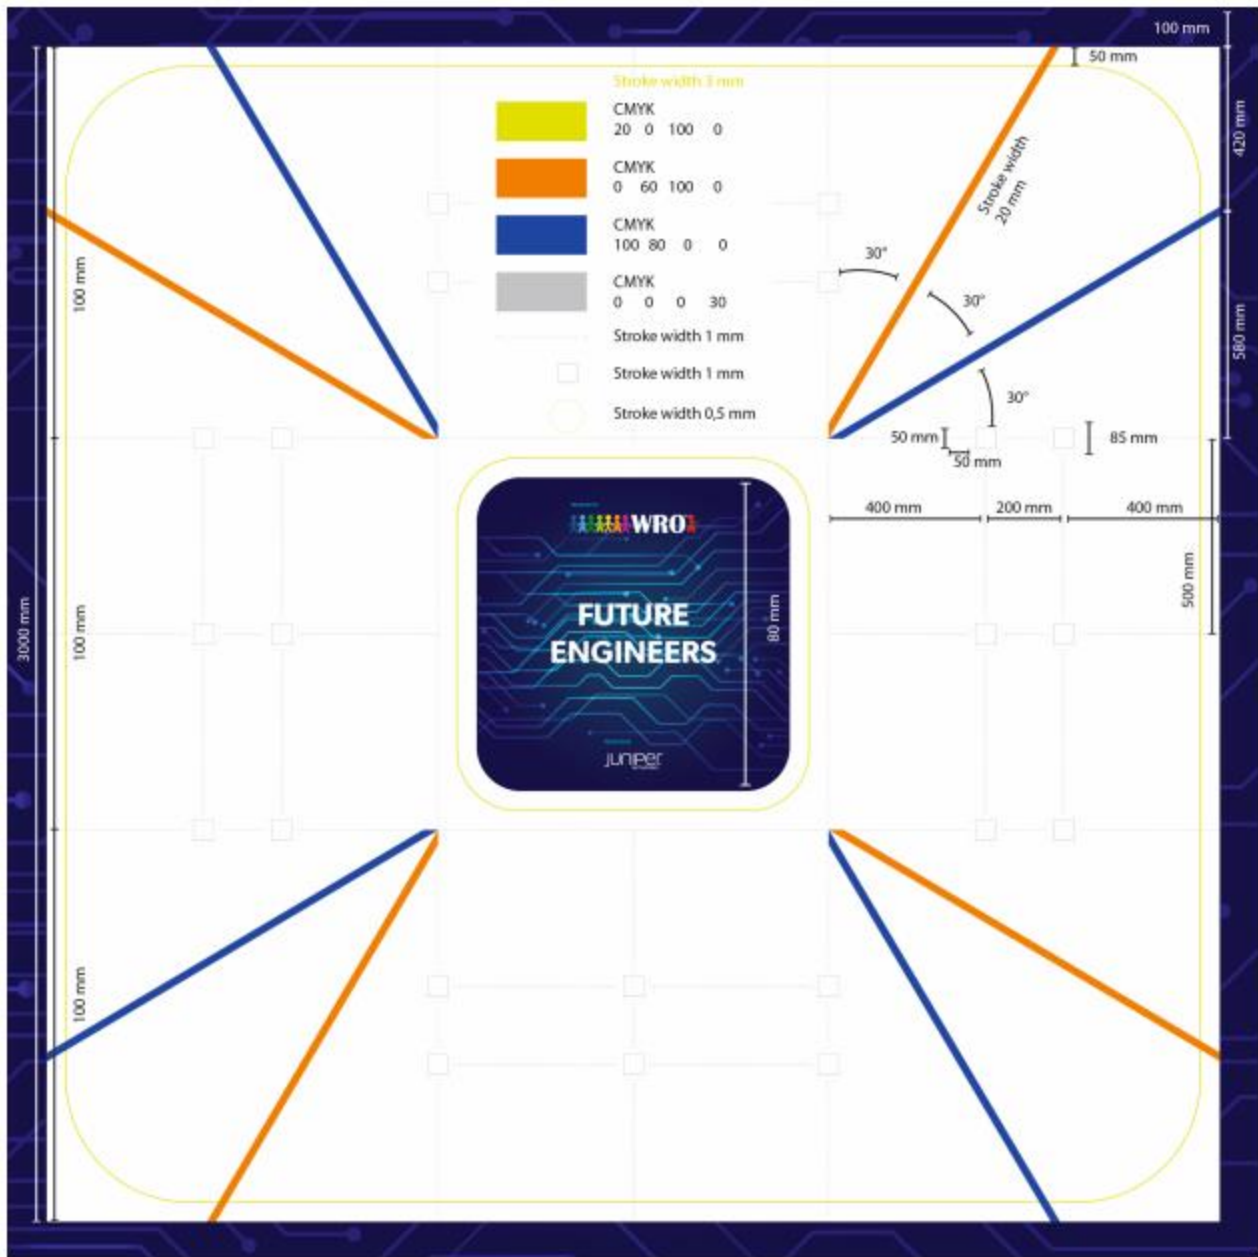 100 mm
50 mm
Stroke width 3 mm
CMYK
20 0 100 0
420 mm
CMYK
0 60 100 0
Stroke width
20 mm
CMYK
100 80 0 0
30°
100 mm
CMYK
0 0 0 30
30°
580 mm
Stroke width 1 mm
Stroke width 1 mm
30°
Stroke width 0,5 mm
50 mm
85 mm
50 mm
400 mm
200 mm
400 mm
WRO
500 mm
3000 mm
100 mm
80 mm
FUTURE
ENGINEERS
JUNIPEr
100 mm